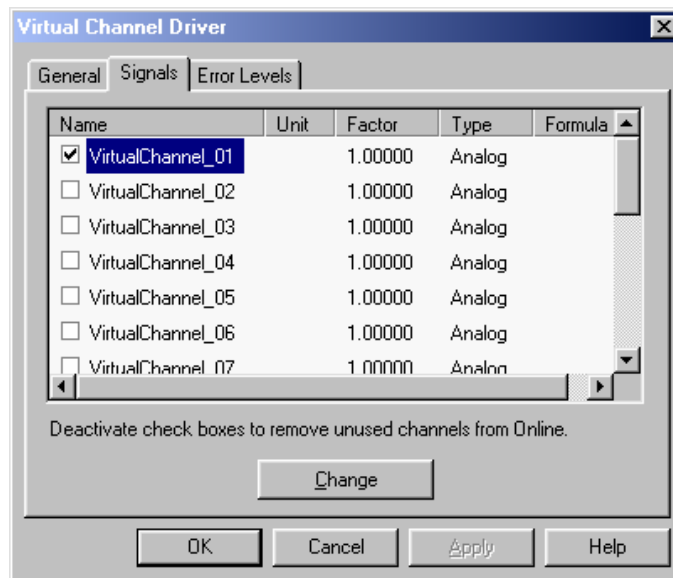 Virtual Channel Driver
General Signals Error Levels
Name Unit Factor Type Formula
VirtualChannel_01 1.00000 Analog
VirtualChannel_02 1.00000 Analog
VirtualChannel_03 1.00000 Analog
VirtualChannel_04 1.00000 Analog
VirtualChannel_05 1.00000 Analog
VirtualChannel_06 1.00000 Analog
VirtualChannel_07 1.00000 Analog
Deactivate check boxes to remove unused channels from Online.
Change
OK Cancel Apply Help